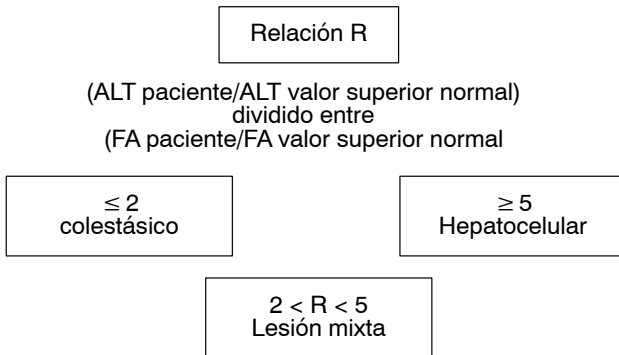 Relación R
(ALT paciente/ALT valor superior normal)
dividido entre
(FA paciente/FA valor superior normal
≤ 2
colestásico
≥ 5
Hepatocelular
2 < R < 5
Lesión mixta